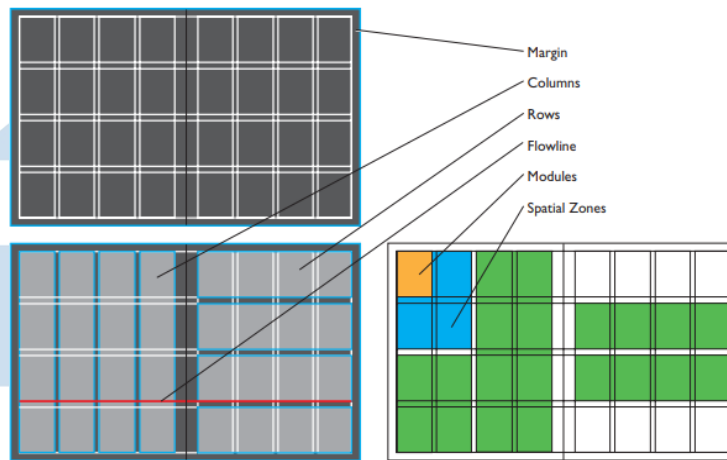 Margin
Columns
Rows
Flowline
Modules
Spatial Zones